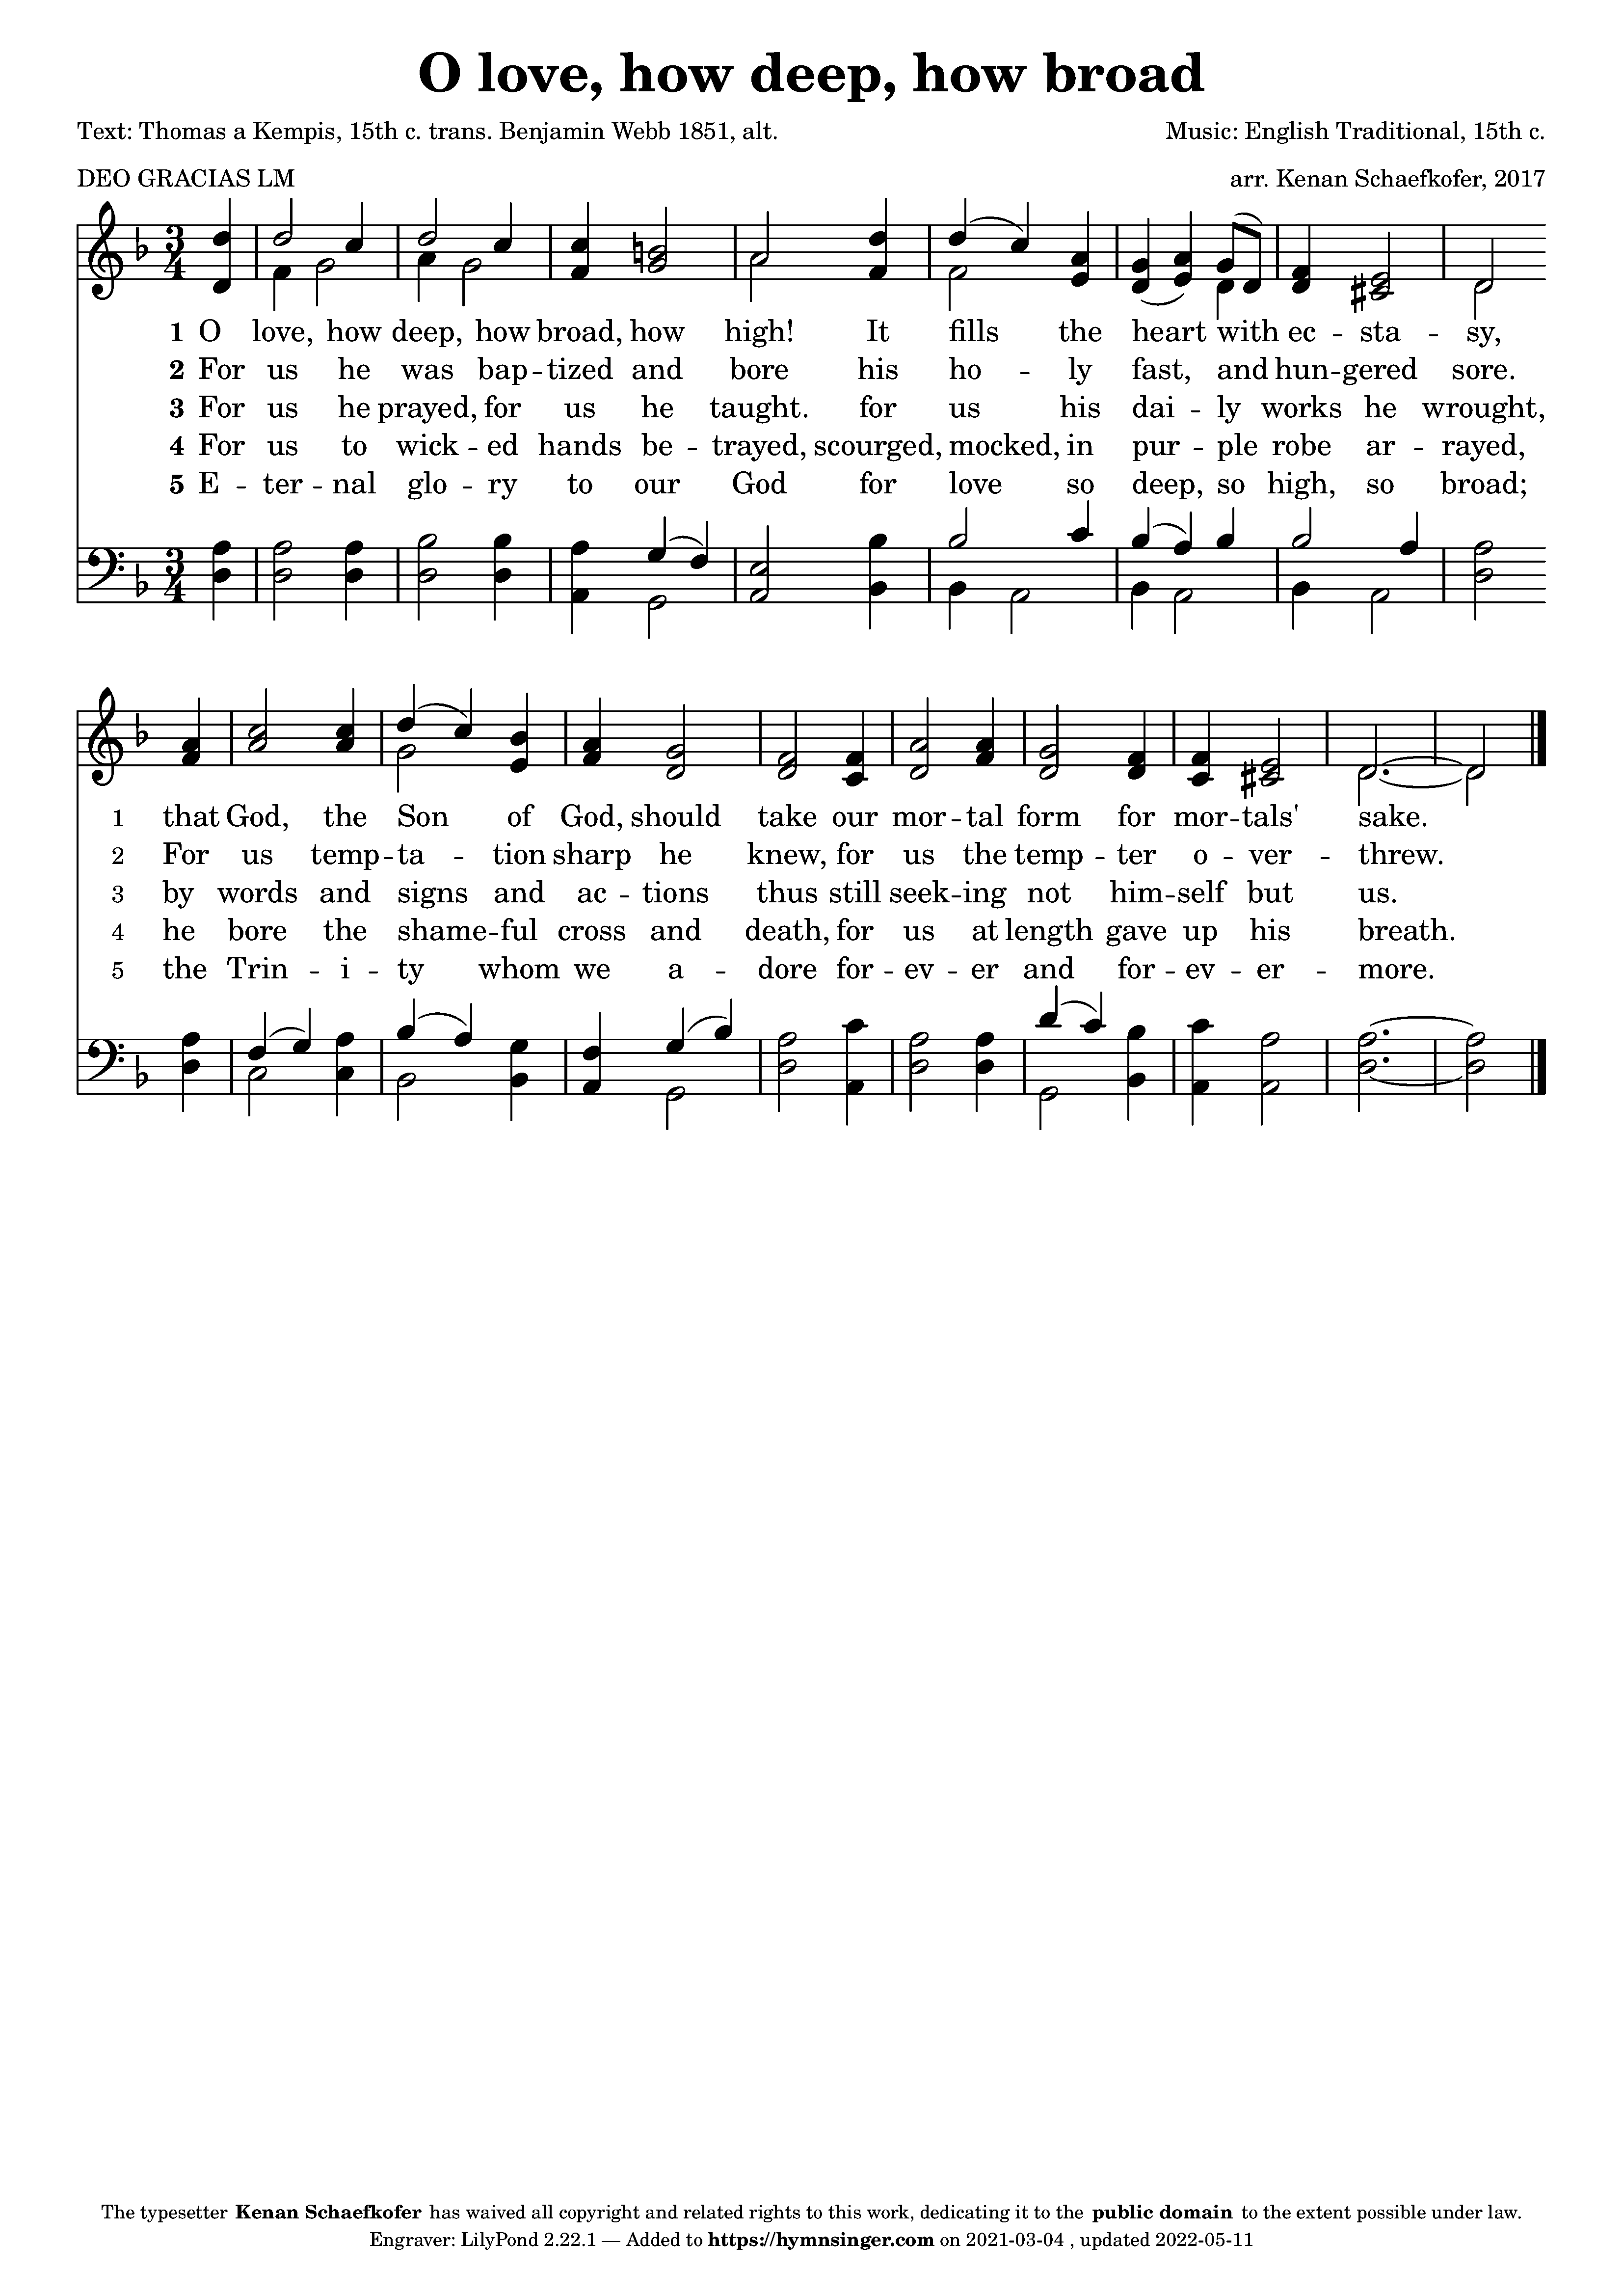 O love, how deep, how broad
Text: Thomas a Kempis, 15th c. trans. Benjamin Webb 1851, alt.
Music: English Traditional, 15th c.
DEO GRACIAS LM
arr. Kenan Schaefkofer, 2017
3 4
1 O love, how deep, how broad, how high! It fills the heart with ec -- sta -- sy,
2 For us he was bap -- tized and bore his ho -- ly fast, and hun -- gered sore.
3 For us he prayed, for us he taught. for us his dai -- ly works he wrought,
4 For us to wick -- ed hands be -- trayed, scourged, mocked, in pur -- ple robe ar -- rayed,
5 E -- ter -- nal glo -- ry to our God for love so deep, so high, so broad;
3 4
1 that God, the Son of God, should take our mor -- tal form for mor -- tals' sake.
2 For us temp -- ta -- tion sharp he knew, for us the temp -- ter o -- ver -- threw.
3 by words and signs and ac -- tions thus still seek -- ing not him -- self but us.
4 he bore the shame -- ful cross and death, for us at length gave up his breath.
5 the Trin -- i -- ty whom we a -- dore for -- ev -- er and for -- ev -- er -- more.
The typesetter Kenan Schaefkofer has waived all copyright and related rights to this work, dedicating it to the public domain to the extent possible under law.
Engraver: LilyPond 2.22.1 — Added to https://hymnsinger.com on 2021-03-04 , updated 2022-05-11